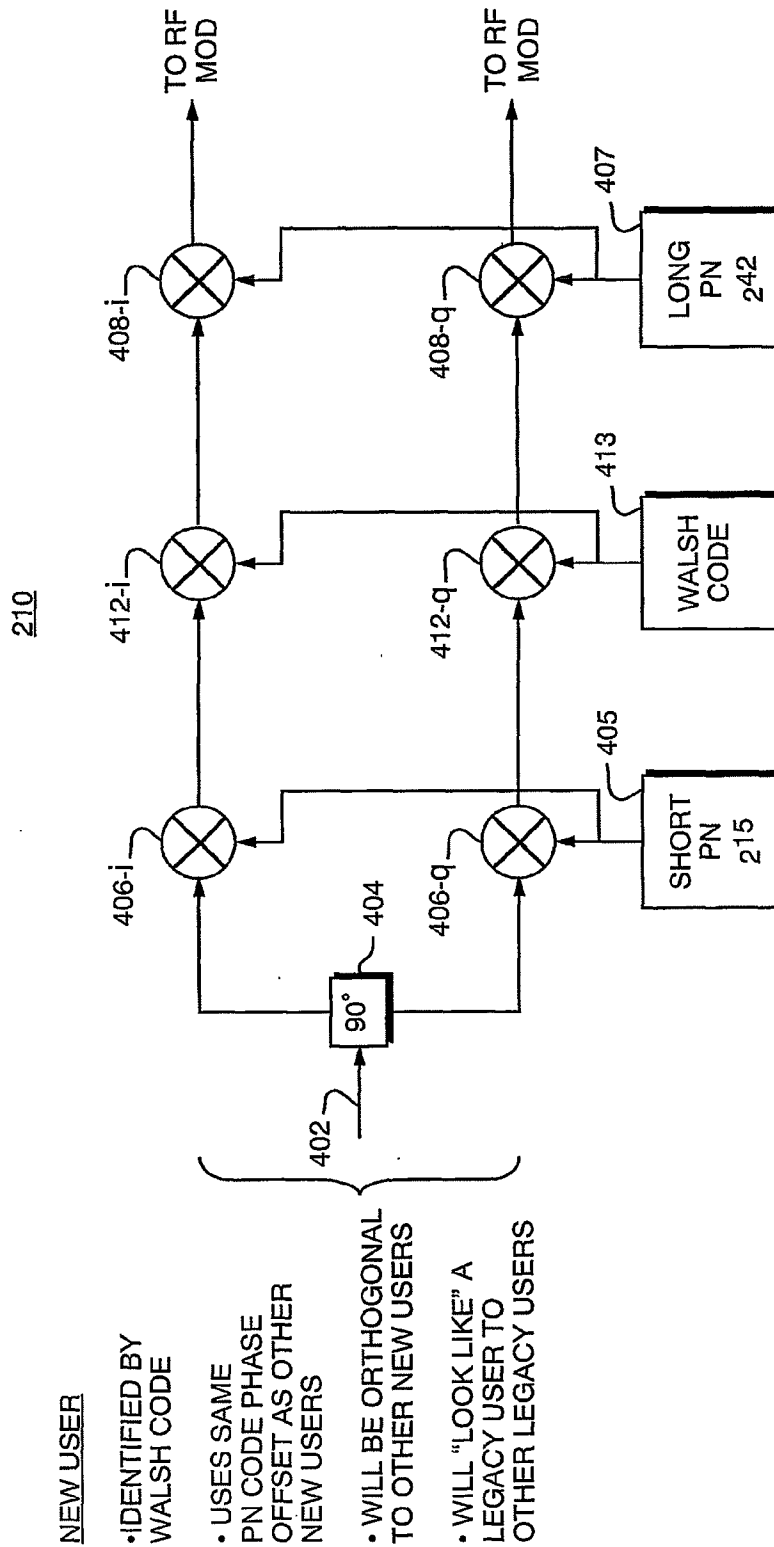 210
NEW USER
•IDENTIFIED BY
WALSH CODE
• USES SAME
PN CODE PHASE
OFFSET AS OTHER
NEW USERS
• WILL BE ORTHOGONAL
TO OTHER NEW USERS
• WILL “LOOK LIKE” A
LEGACY USER TO
OTHER LEGACY USERS
402
90°
404
406-i
412-i
408-i
TO RF
MOD
406-q
412-q
408-q
TO RF
MOD
405
SHORT
PN
2^15
413
WALSH
CODE
407
LONG
PN
2^42